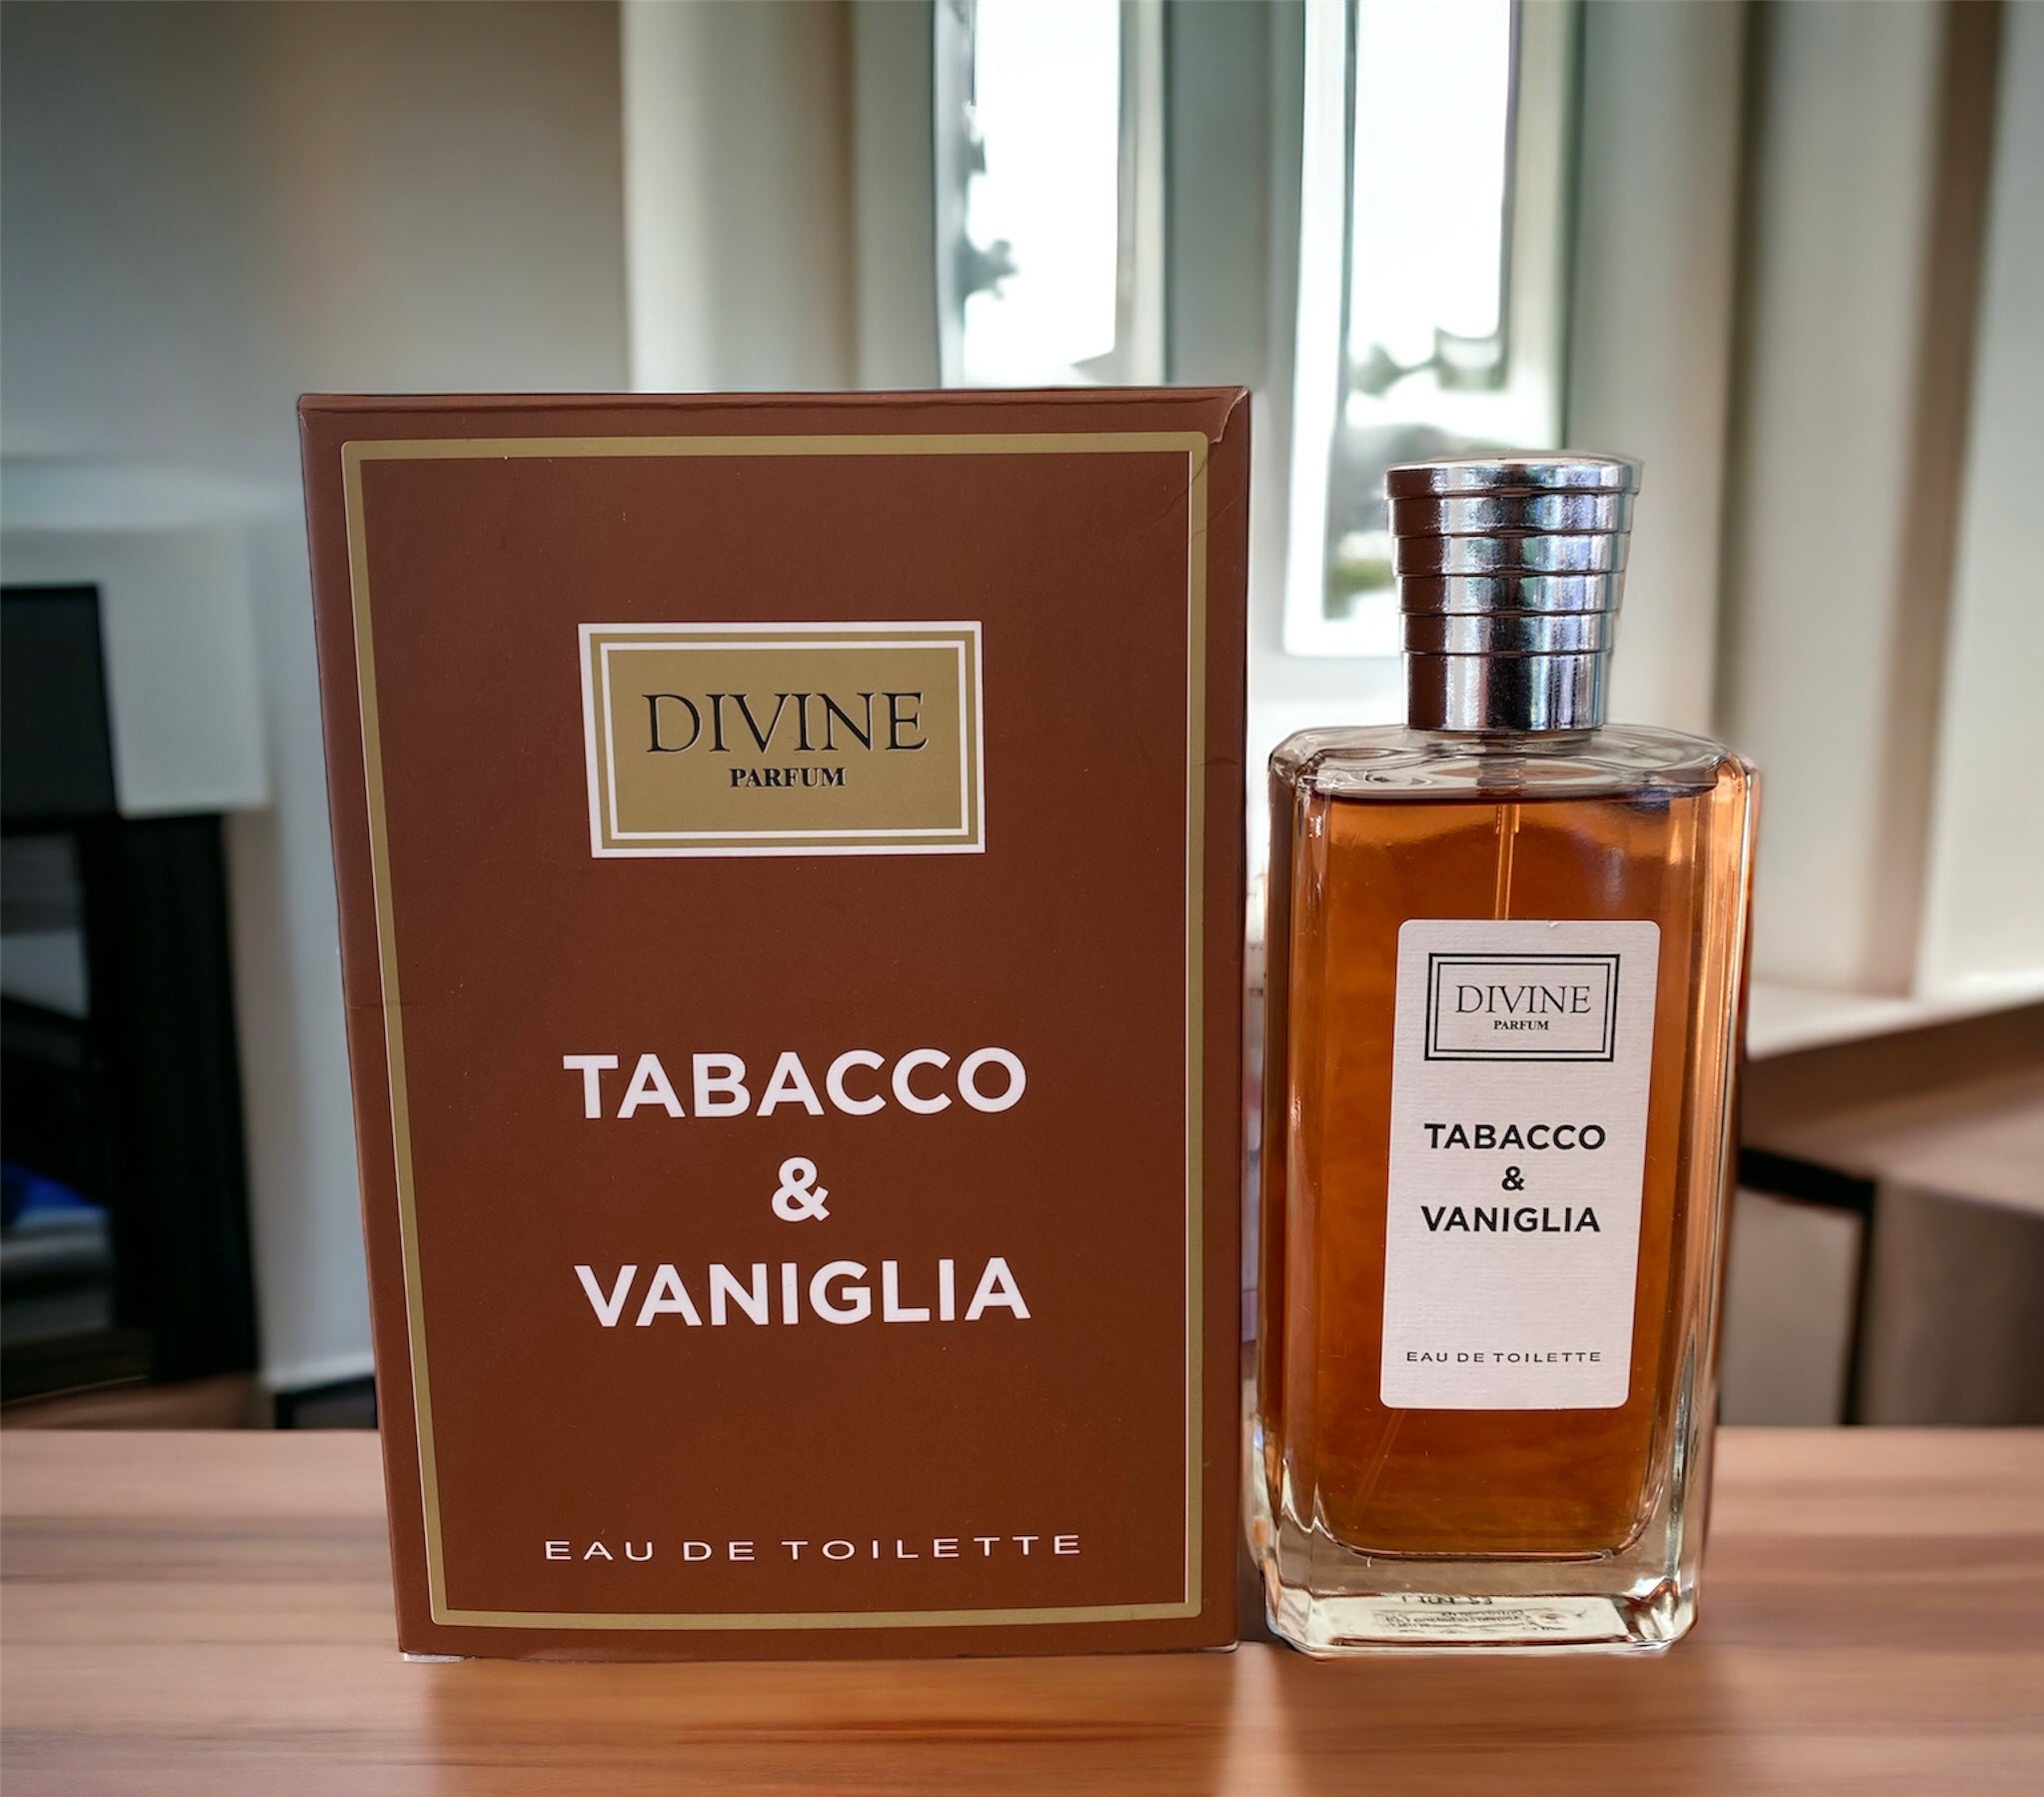 DIVINE
PARFUM
TABACCO
&
VANIGLIA
EAU DE TOILETTE
DIVINE
PARFUM
TABACCO
&
VANIGLIA
EAU DE TOILETTE